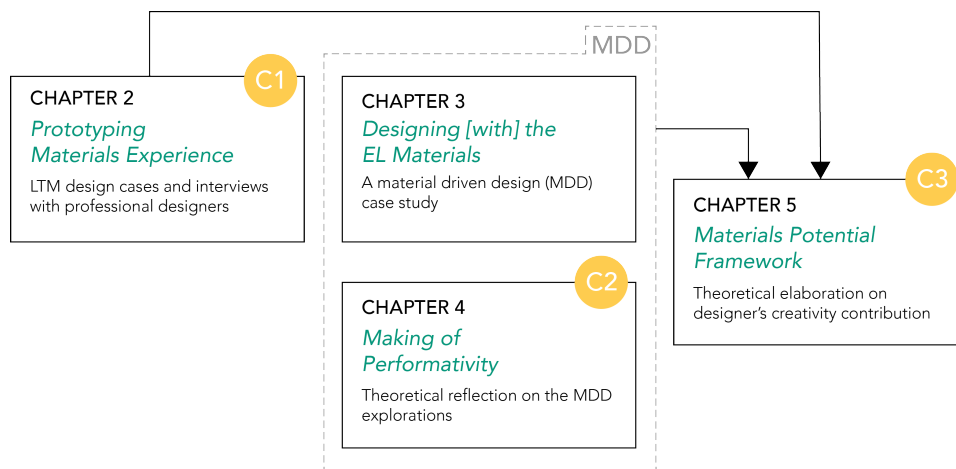 MDD
C1
CHAPTER 2
Prototyping
Materials Experience
LTM design cases and interviews
with professional designers
CHAPTER 3
Designing [with] the
EL Materials
A material driven design (MDD)
case study
C2
CHAPTER 4
Making of
Performativity
Theoretical reflection on the MDD
explorations
C3
CHAPTER 5
Materials Potential
Framework
Theoretical elaboration on
designer's creativity contribution